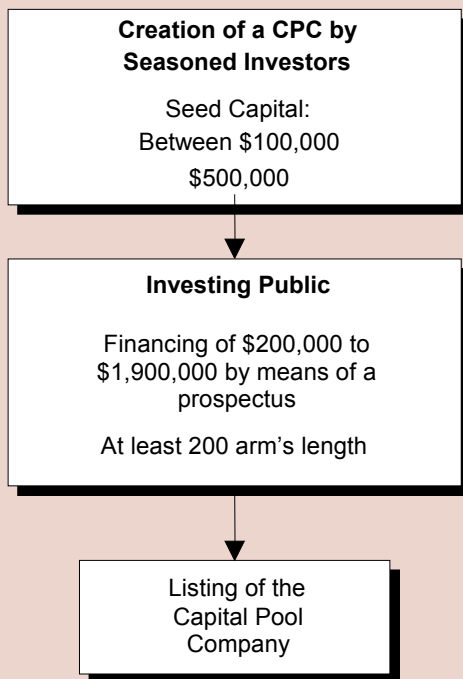 Creation of a CPC by
Seasoned Investors
Seed Capital:
Between $100,000
$500,000
Investing Public
Financing of $200,000 to
$1,900,000 by means of a
prospectus
At least 200 arm's length
Listing of the
Capital Pool
Company